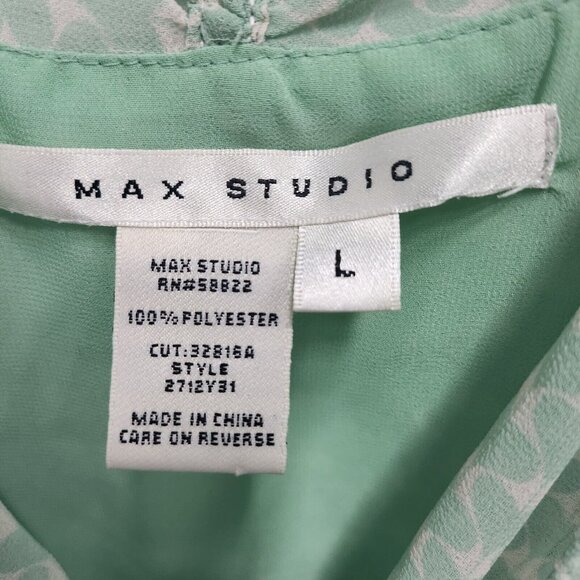 MAX STUDIO
L
MAX STUDIO
RN#58822
100% POLYESTER
CUT:32816A
STYLE
2712Y31
MADE IN CHINA
CARE ON REVERSE